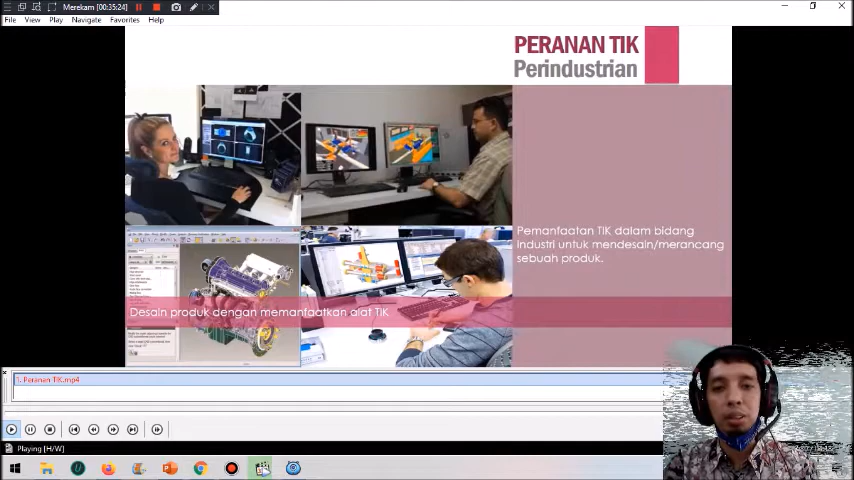 Merekam [00:35:24]
File View Play Navigate Favorites Help
PERANAN TIK
Perindustrian
Pemanfaatan TIK dalam bidang
industri untuk mendesain/merancang
sebuah produk.
Desain produk dengan memanfaatkan alat TIK
1. Peranan TIK.mp4
Playing [H/W]